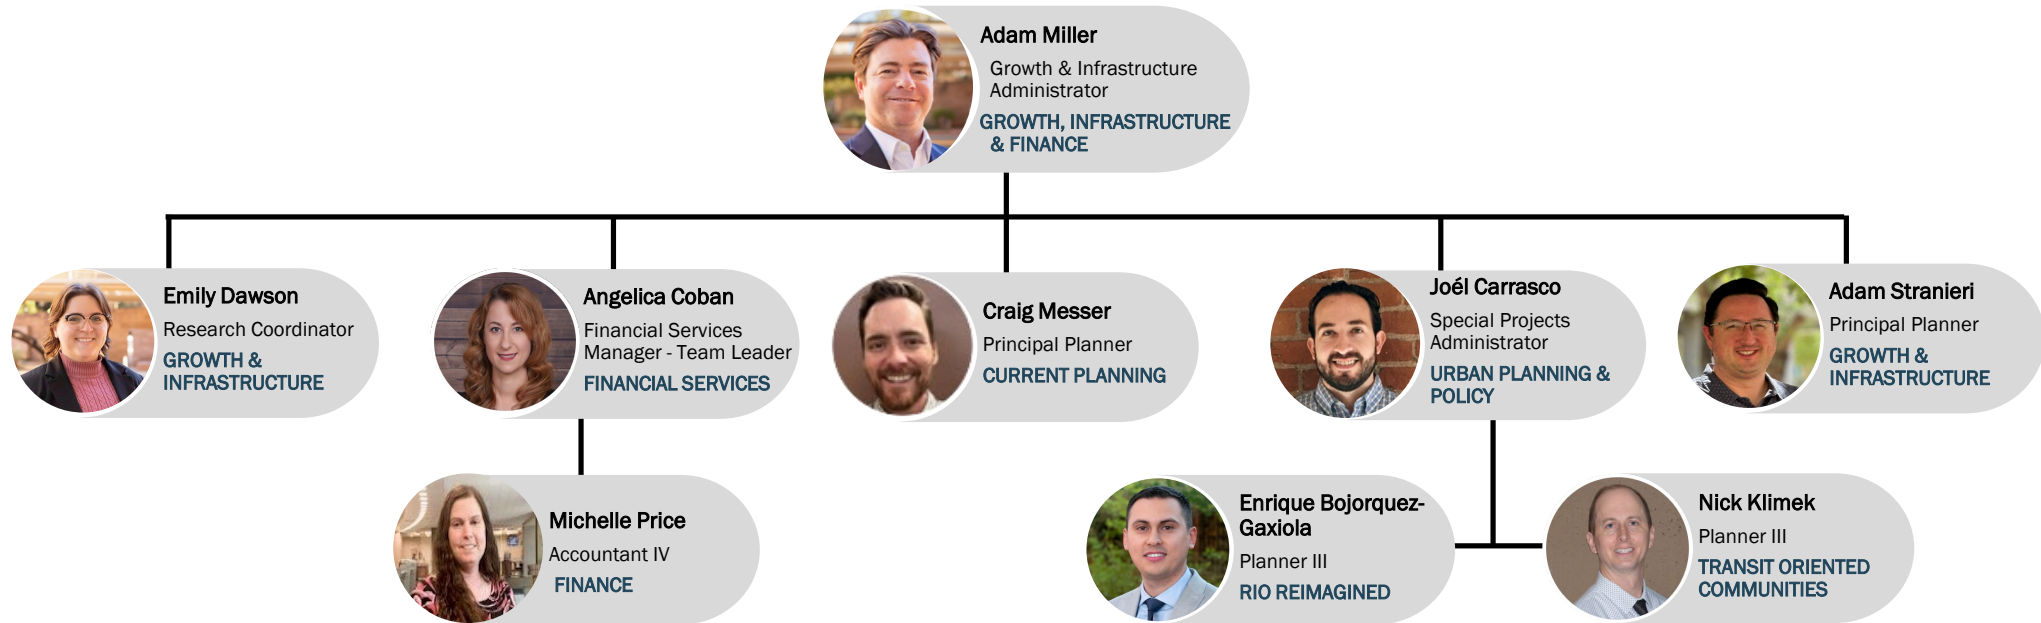 Adam Miller
Growth & Infrastructure
Administrator
GROWTH, INFRASTRUCTURE
& FINANCE
Emily Dawson
Research Coordinator
GROWTH &
INFRASTRUCTURE
Angelica Coban
Financial Services
Manager - Team Leader
FINANCIAL SERVICES
Craig Messer
Principal Planner
CURRENT PLANNING
Joél Carrasco
Special Projects
Administrator
URBAN PLANNING &
POLICY
Adam Stranieri
Principal Planner
GROWTH &
INFRASTRUCTURE
Michelle Price
Accountant IV
FINANCE
Enrique Bojorquez-
Gaxiola
Planner III
RIO REIMAGINED
Nick Klimek
Planner III
TRANSIT ORIENTED
COMMUNITIES